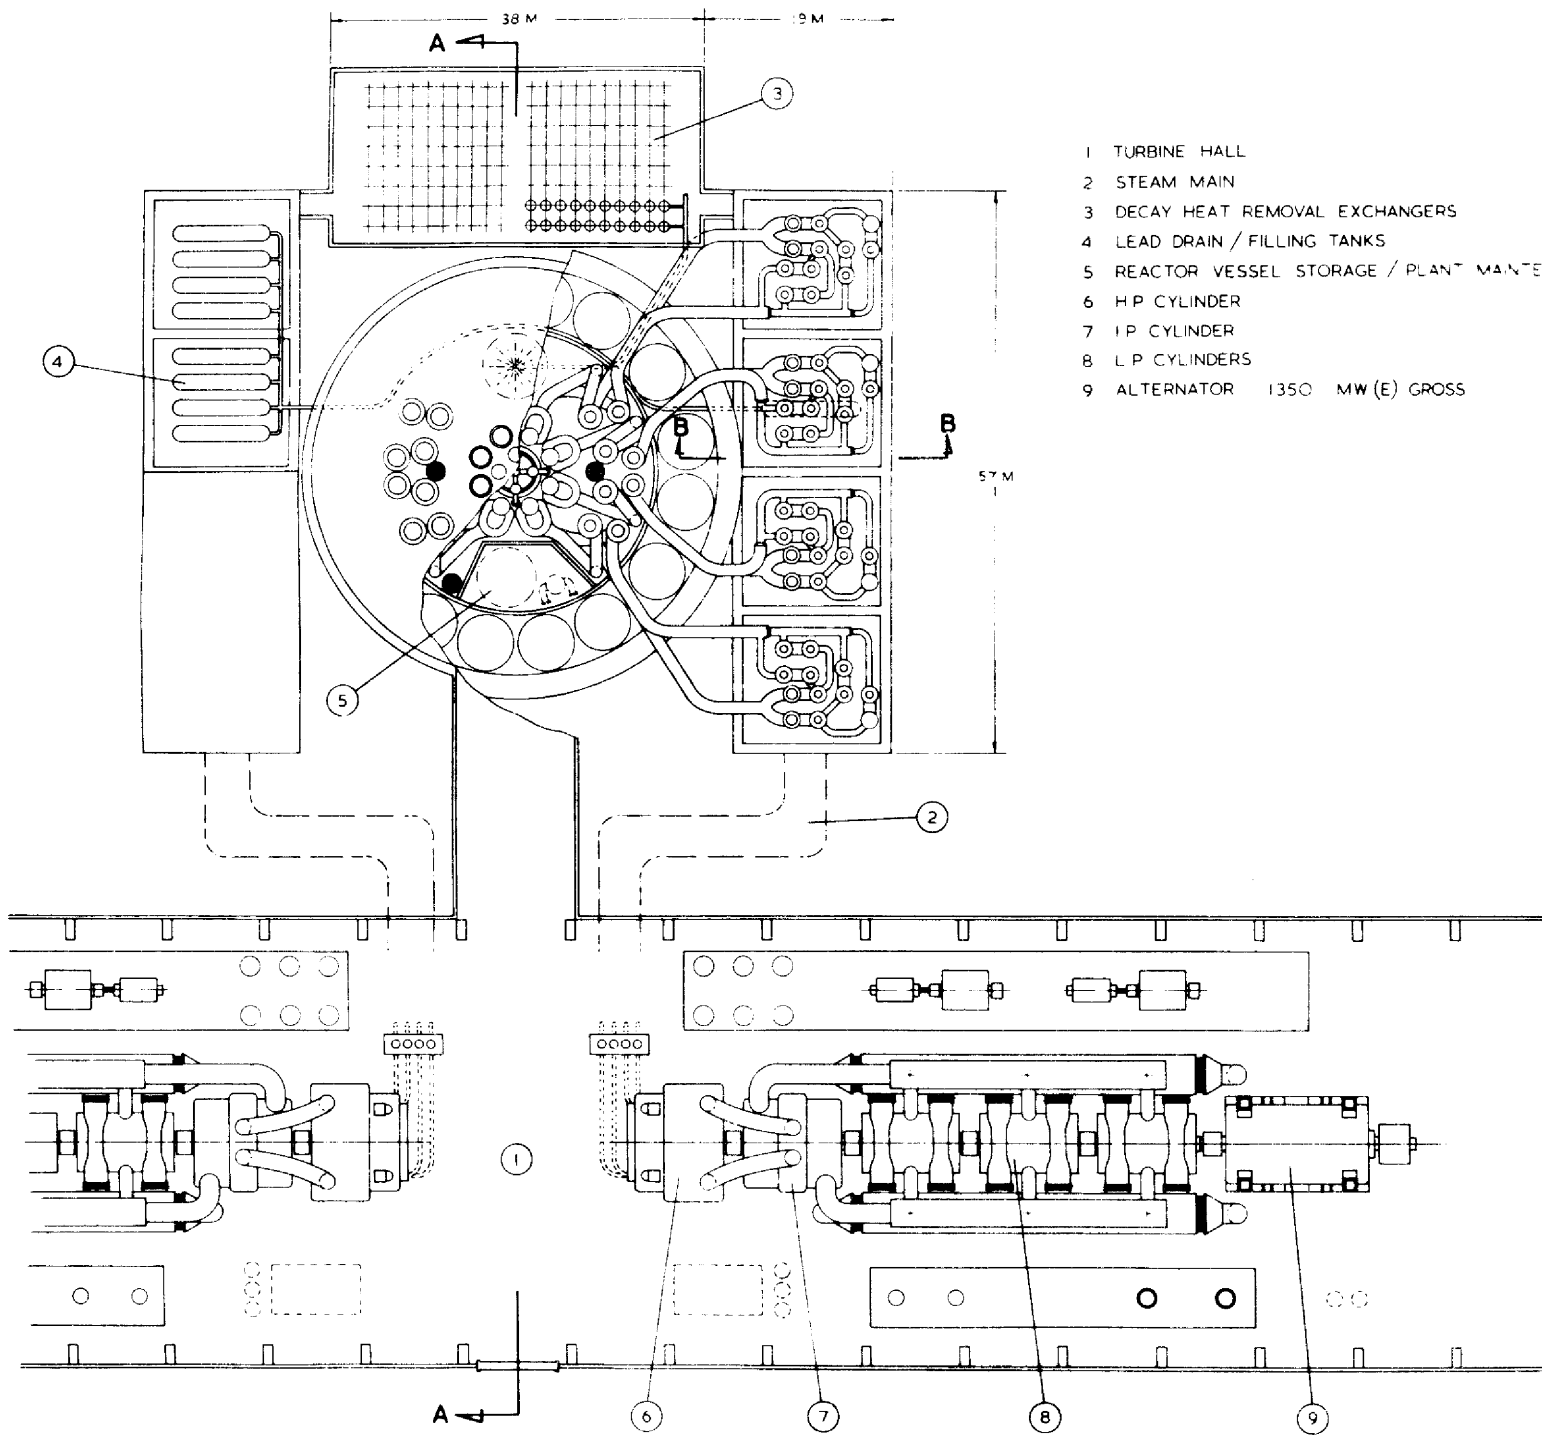 38 M
19 M
A
3
1 TURBINE HALL
2 STEAM MAIN
3 DECAY HEAT REMOVAL EXCHANGERS
4 LEAD DRAIN / FILLING TANKS
5 REACTOR VESSEL STORAGE / PLANT MAINTE
6 H P CYLINDER
7 I P CYLINDER
8 L P CYLINDERS
9 ALTERNATOR 1350 MW (E) GROSS
4
B
B
57 M
5
2
1
A
6
7
8
9